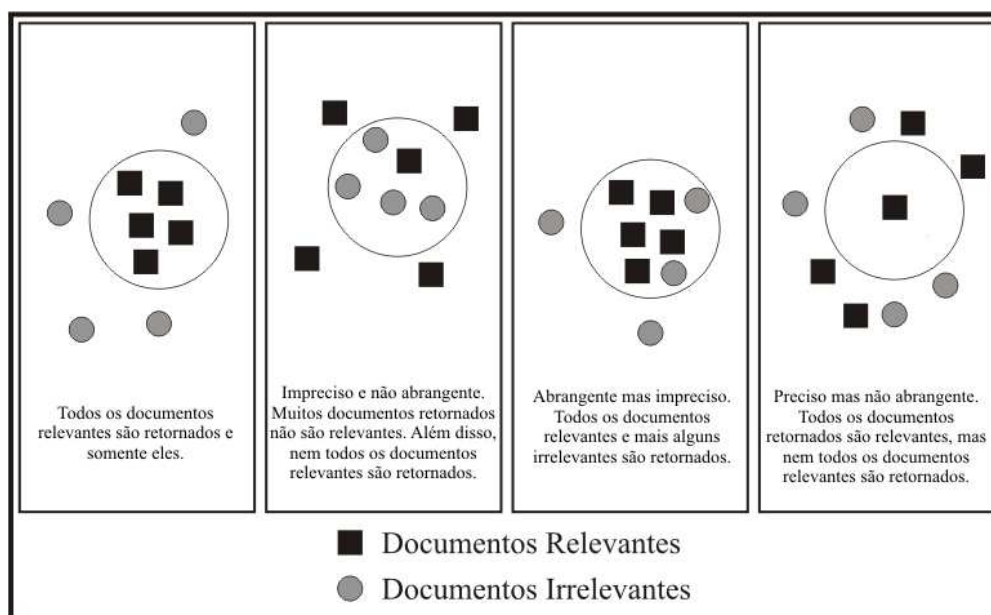 Todos os documentos
relevantes são retornados e
somente eles.
Impreciso e não abrangente.
Muitos documentos retornados
não são relevantes. Além disso,
nem todos os documentos
relevantes são retornados.
Abrangente mas impreciso.
Todos os documentos
relevantes e mais alguns
irrelevantes são retornados.
Preciso mas não abrangente.
Todos os documentos
retornados são relevantes, mas
nem todos os documentos
relevantes são retornados.
Documentos Relevantes
Documentos Irrelevantes